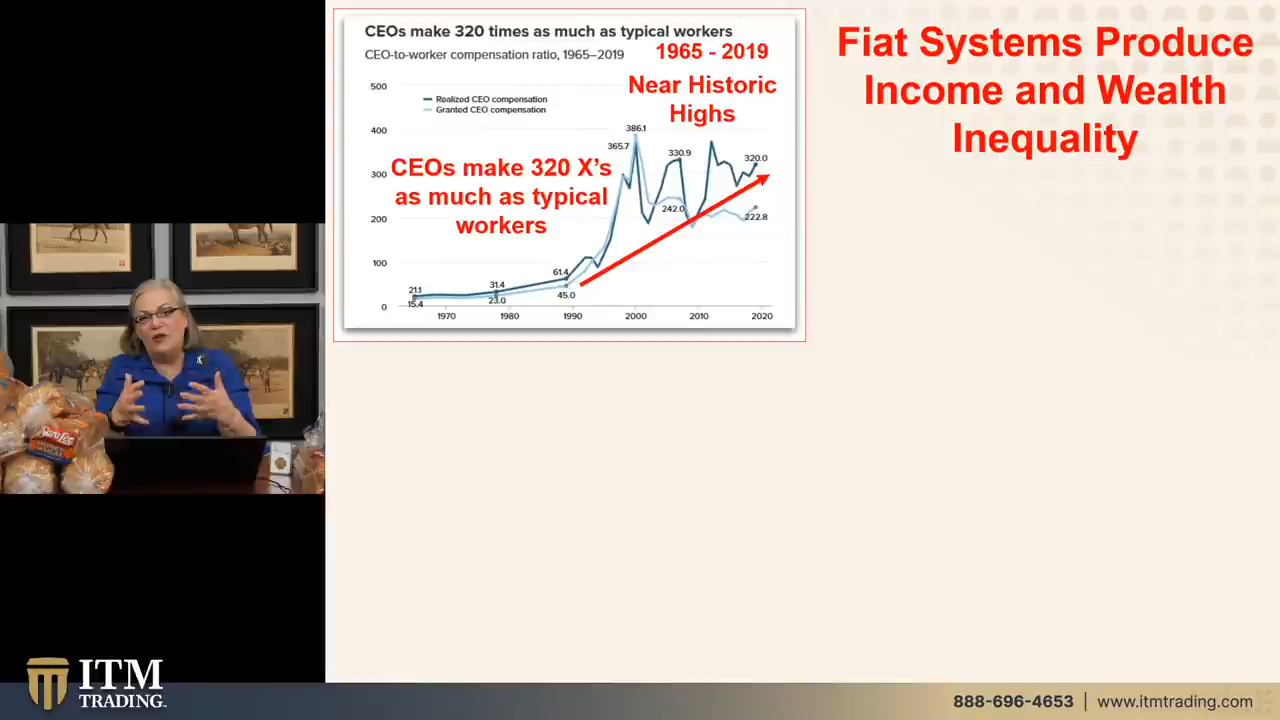 CEOs make 320 times as much as typical workers
CEO-to-worker compensation ratio, 1965–2019
1965 - 2019
Near Historic
Highs
500
400
300
200
100
0
Realized CEO compensation
Granted CEO compensation
CEOs make 320 X's
as much as typical
workers
21.1
15.4
31.4
23.0
61.4
45.0
365.7
386.1
330.9
242.0
320.0
222.8
1970
1980
1990
2000
2010
2020
Fiat Systems Produce
Income and Wealth
Inequality
Sara Lee
HONEY
WHEAT
ITM
TRADING
888-696-4653 | www.itmtrading.com